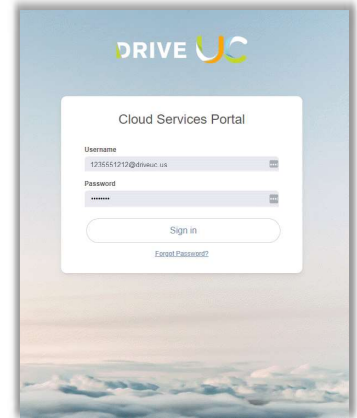 DRIVE UC
Cloud Services Portal
Username
1235551212@driveuc.us
Password
••••••••
Sign in
Forgot Password?